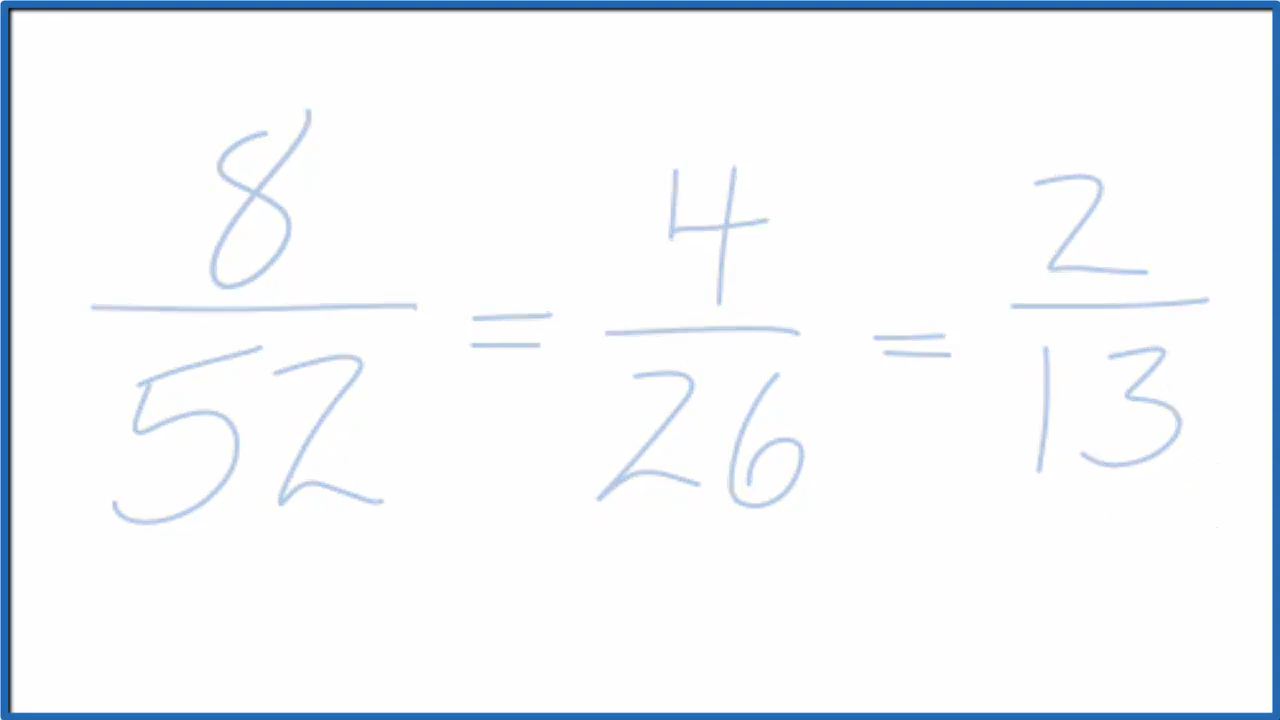 8/52 = 4/26 = 2/13